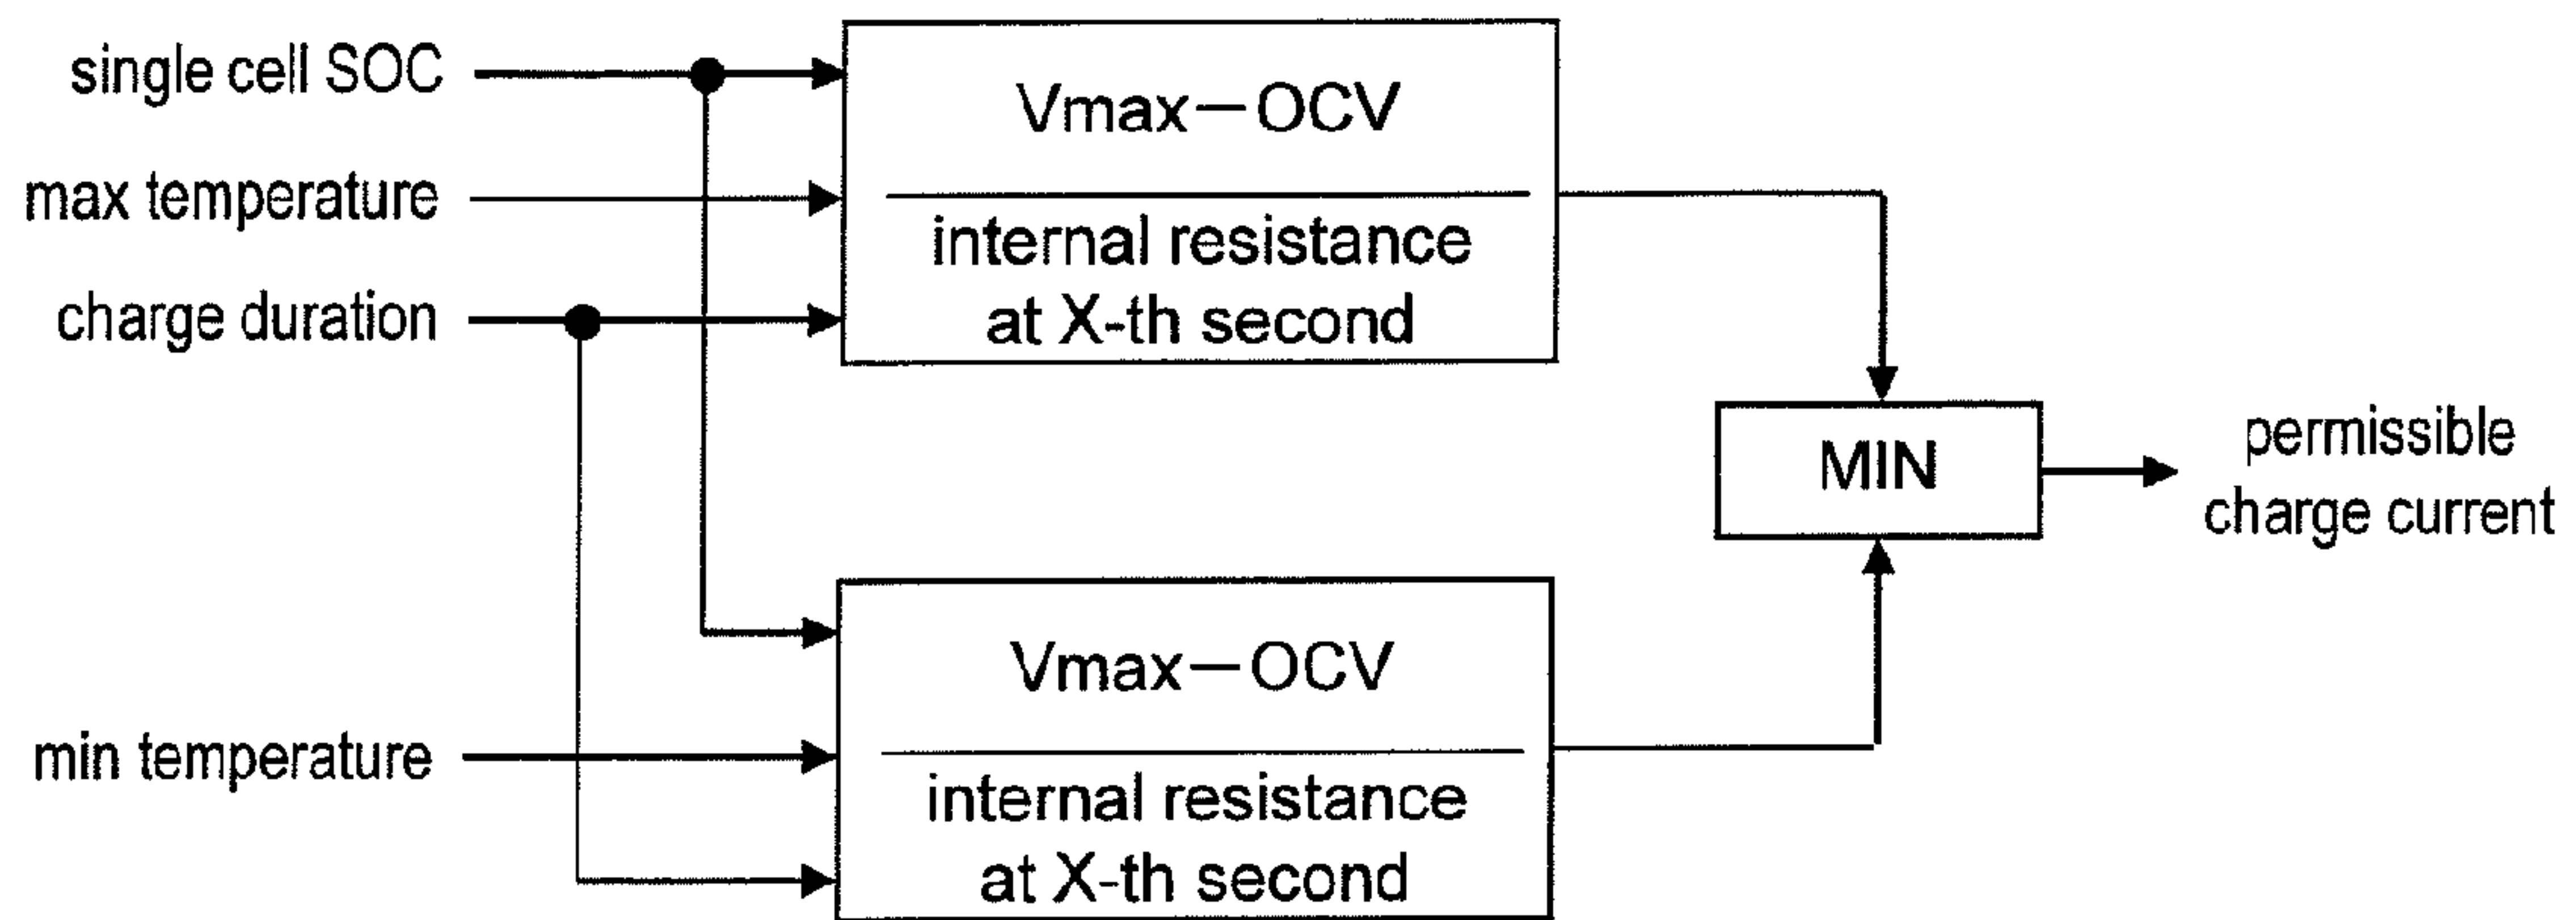 single cell SOC
max temperature
charge duration
Vmax－OCV
internal resistance
at X-th second
MIN
permissible
charge current
min temperature
Vmax－OCV
internal resistance
at X-th second